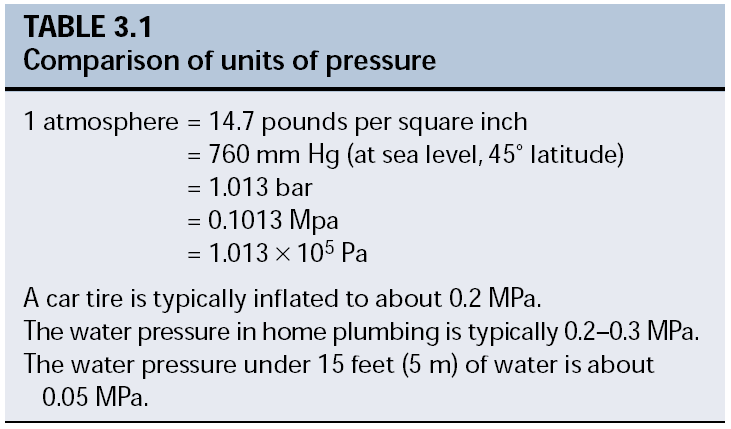 TABLE 3.1
Comparison of units of pressure
1 atmosphere = 14.7 pounds per square inch
= 760 mm Hg (at sea level, 45° latitude)
= 1.013 bar
= 0.1013 Mpa
= 1.013 × 10⁵ Pa
A car tire is typically inflated to about 0.2 MPa.
The water pressure in home plumbing is typically 0.2–0.3 MPa.
The water pressure under 15 feet (5 m) of water is about
0.05 MPa.